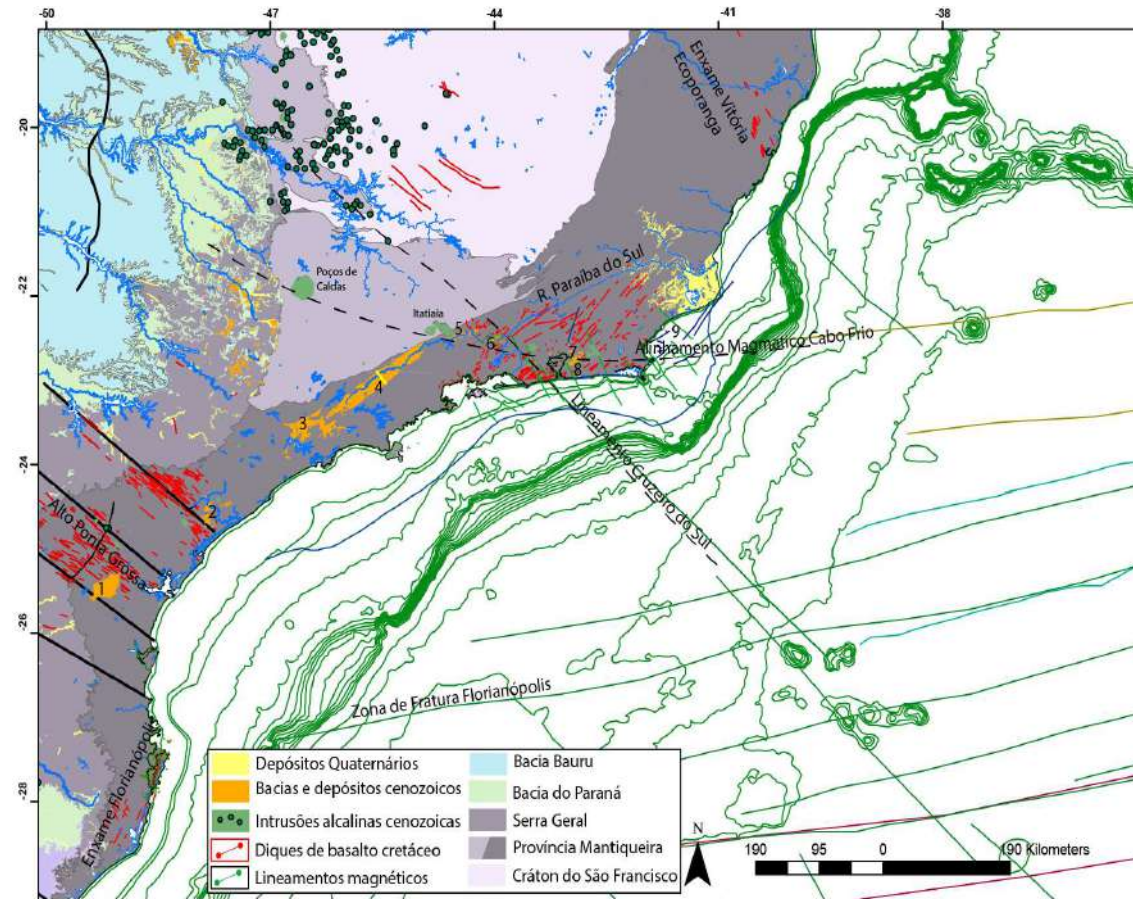 -50
-47
-44
-41
-38
-20
-22
-24
-26
-28
Enxame Vitória
Ecoporanga
Poços de
Caldas
Itatiaia
R. Paraíba do Sul
Alinhamento Magmático Cabo Frio
Lineamento Cruzeiro do Sul
Alto Ponta Grossa
Zona de Fratura Florianópolis
Enxame Florianópolis
1
2
3
4
5
6
7
8
9
Depósitos Quaternários
Bacias e depósitos cenozoicos
Intrusões alcalinas cenozoicas
Diques de basalto cretáceo
Lineamentos magnéticos
Bacia Bauru
Bacia do Paraná
Serra Geral
Província Mantiqueira
Cráton do São Francisco
N
190 95 0 190 Kilometers